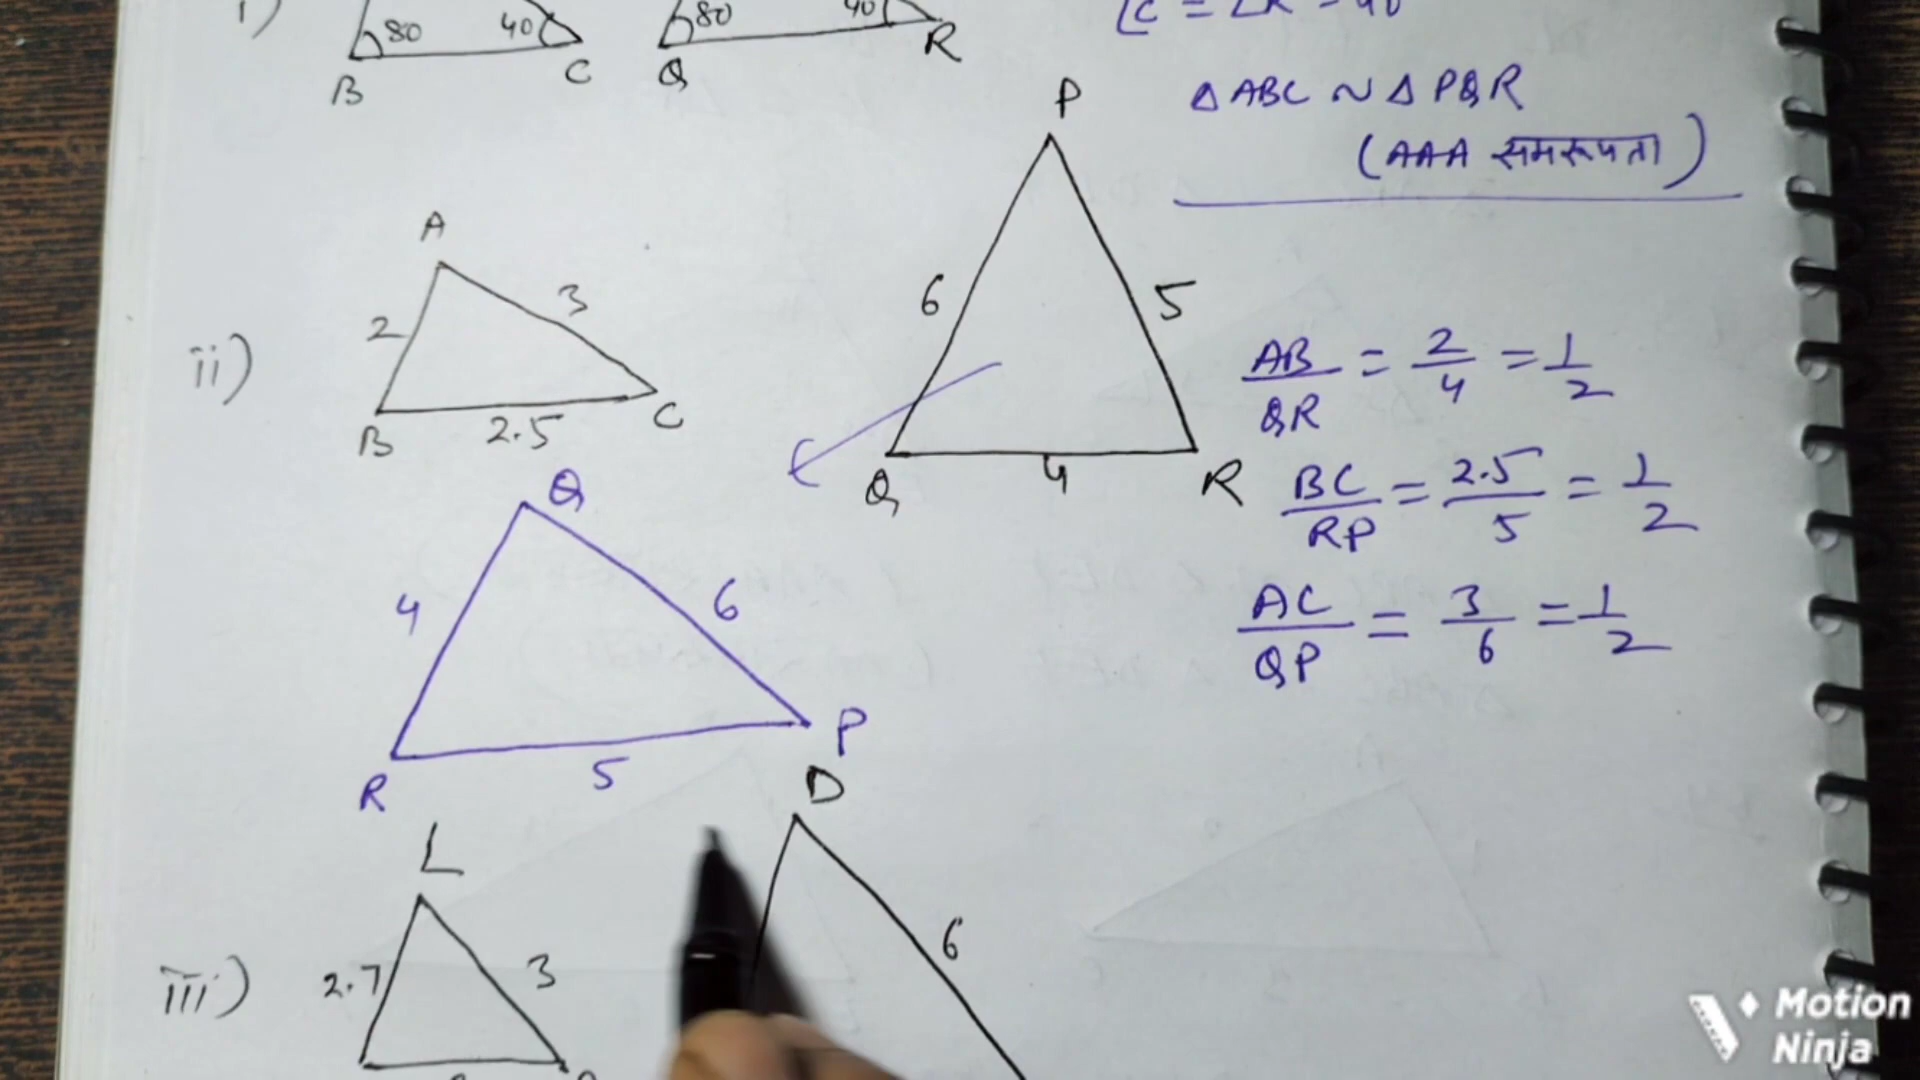 i)
80 40
B C
80 40
Q R
∠C = ∠R = 40
△ ABC ~ △ PQR
(AAA समरूपता)
ii)
A
2 3
B 2.5 C
P
6 5
Q 4 R
AB/QR = 2/4 = 1/2
BC/RP = 2.5/5 = 1/2
AC/QP = 3/6 = 1/2
Q
4 6
R 5 P
iii)
L
2.7 3
D
6
Motion
Ninja